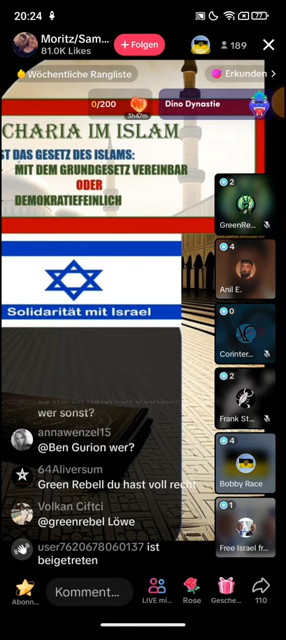 20:24
77
Moritz/Sam...
81.0K Likes
+ Folgen
189
Wöchentliche Rangliste
Erkunden >
0/200
3h47m
Dino Dynastie
CHARIA IM ISLAM
ST DAS GESETZ DES ISLAMS:
MIT DEM GRUNDGESETZ VEREINBAR
ODER
DEMOKRATIEFEINLICH
Solidarität mit Israel
2
GreenRe...
4
Anil E.
0
Corinter...
2
Frank St...
4
Bobby Race
1
Free Israel fr...
wer sonst?
annawenzel15
@Ben Gurion wer?
64Aliversum
Green Rebell du hast voll recht
Volkan Ciftci
@greenrebel Löwe
user7620678060137 ist
beigetreten
Abonn...
Komment...
LIVE mi...
Rose
Gesche...
110